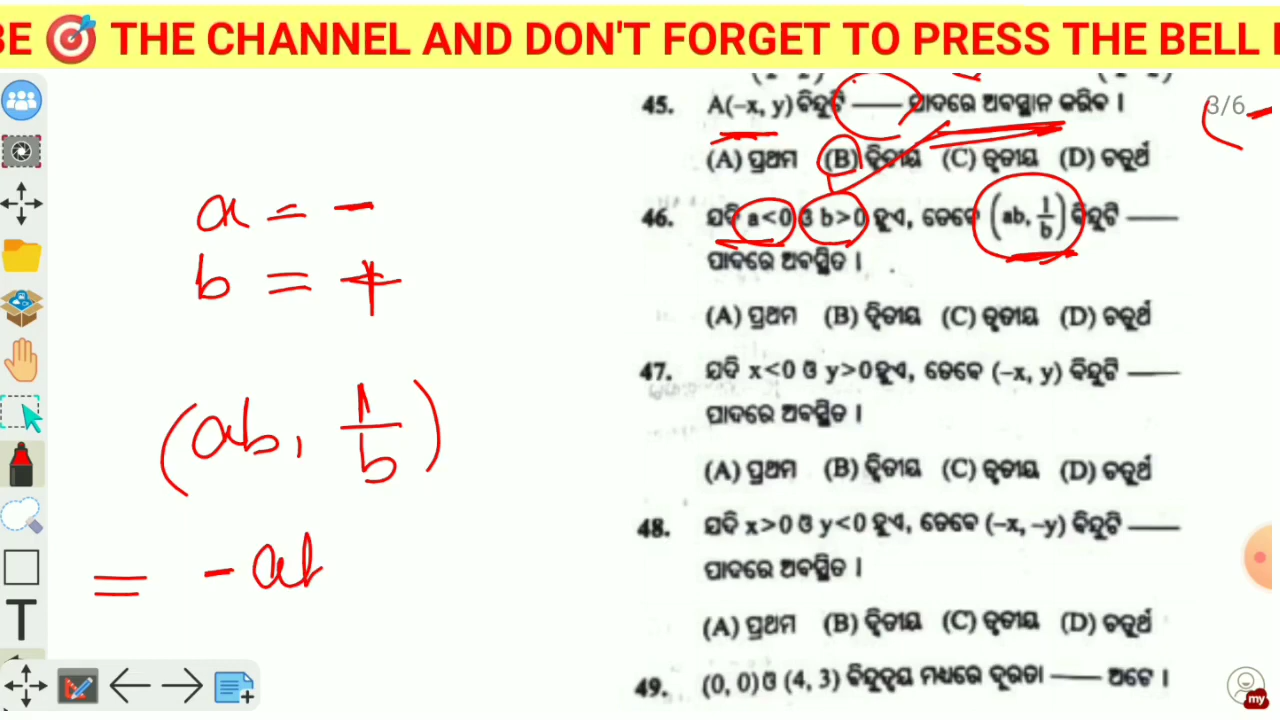 BE 🎯 THE CHANNEL AND DON'T FORGET TO PRESS THE BELL
3/6
45. A(–x, y) ବିନ୍ଦୁଟି —— ପାଦରେ ଅବସ୍ଥାନ କରିବ ।
(A) ପ୍ରଥମ (B) ଦ୍ୱିତୀୟ (C) ତୃତୀୟ (D) ଚତୁର୍ଥ
46. ଯଦି a<0 ଓ b>0 ହୁଏ, ତେବେ (ab, 1/b) ବିନ୍ଦୁଟି ——
ପାଦରେ ଅବସ୍ଥିତ ।
(A) ପ୍ରଥମ (B) ଦ୍ୱିତୀୟ (C) ତୃତୀୟ (D) ଚତୁର୍ଥ
47. ଯଦି x<0 ଓ y>0 ହୁଏ, ତେବେ (–x, y) ବିନ୍ଦୁଟି ——
ପାଦରେ ଅବସ୍ଥିତ ।
(A) ପ୍ରଥମ (B) ଦ୍ୱିତୀୟ (C) ତୃତୀୟ (D) ଚତୁର୍ଥ
48. ଯଦି x>0 ଓ y<0 ହୁଏ, ତେବେ (–x, –y) ବିନ୍ଦୁଟି ——
ପାଦରେ ଅବସ୍ଥିତ ।
(A) ପ୍ରଥମ (B) ଦ୍ୱିତୀୟ (C) ତୃତୀୟ (D) ଚତୁର୍ଥ
49. (0, 0) ଓ (4, 3) ବିନ୍ଦୁଦ୍ୱୟ ମଧ୍ୟରେ ଦୂରତା —— ଅଟେ ।
a = –
b = +
(ab, 1/b)
= - ab
T
my